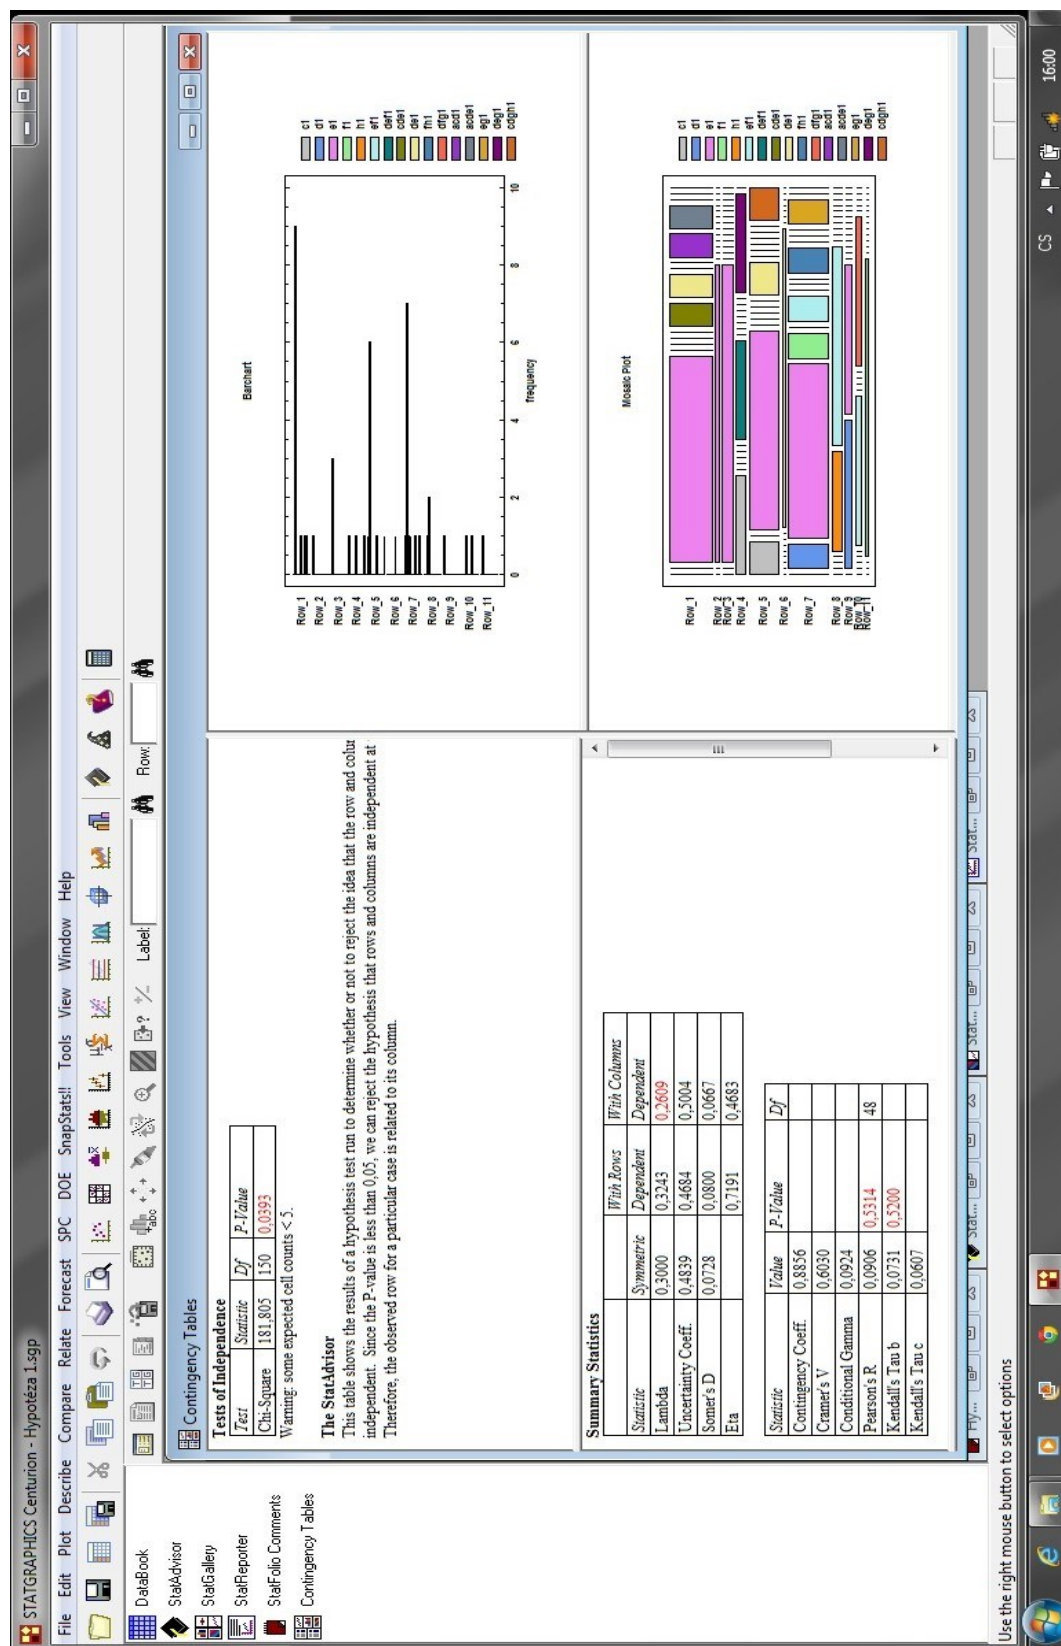 STATGRAPHICS Centurion - Hypotéza 1.sgp
File Edit Plot Describe Compare Relate Forecast SPC DOE SnapStats!! Tools View Window Help
Label: Row:
DataBook
StatAdvisor
StatGallery
StatReporter
StatFolio Comments
Contingency Tables
Contingency Tables
Tests of Independence
Test Statistic Df P-Value
Chi-Square 181,805 150 0,0393
Warning: some expected cell counts < 5.
The StatAdvisor
This table shows the results of a hypothesis test run to determine whether or not to reject the idea that the row and colur
independent. Since the P-value is less than 0,05, we can reject the hypothesis that rows and columns are independent at
Therefore, the observed row for a particular case is related to its column.
Barchart
Row_1
Row_2
Row_3
Row_4
Row_5
Row_6
Row_7
Row_8
Row_9
Row_10
Row_11
0 2 4 6 8 10
frequency
c1
d1
e1
f1
h1
ef1
def1
cde1
de1
fh1
dfg1
acd1
acde1
eg1
deg1
cdgh1
Summary Statistics
Symmetric With Rows With Columns
Statistic Dependent Dependent
Lambda 0,3000 0,3243 0,2609
Uncertainty Coeff. 0,4839 0,4684 0,5004
Somer's D 0,0728 0,0800 0,0667
Eta 0,7191 0,4683
Statistic Value P-Value Df
Contingency Coeff. 0,8856
Cramer's V 0,6030
Conditional Gamma 0,0924
Pearson's R 0,0906 0,5314 48
Kendall's Tau b 0,0731 0,5200
Kendall's Tau c 0,0607
Mosaic Plot
Row_1
Row_2
Row_3
Row_4
Row_5
Row_6
Row_7
Row_8
Row_9
Row_10
Row_11
c1
d1
e1
f1
h1
ef1
def1
cde1
de1
fh1
dfg1
acd1
acde1
eg1
deg1
cdgh1
Hy... Stat... Stat... Stat...
Use the right mouse button to select options
CS 16:00